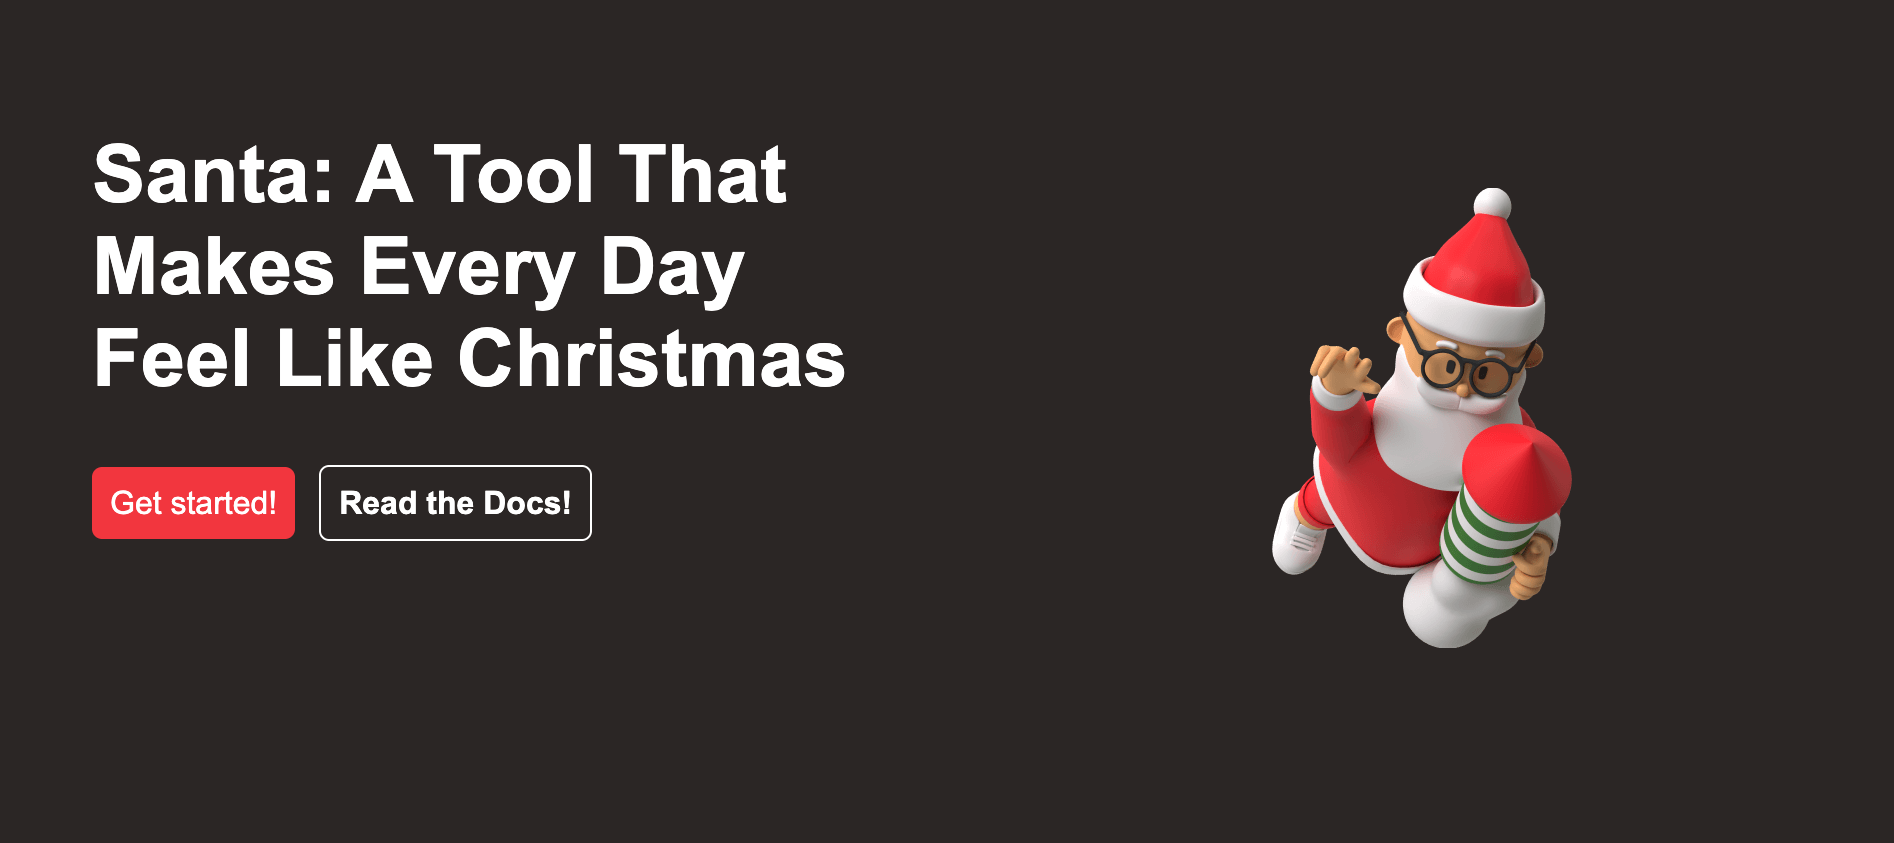 Santa: A Tool That
Makes Every Day
Feel Like Christmas
Get started!
Read the Docs!